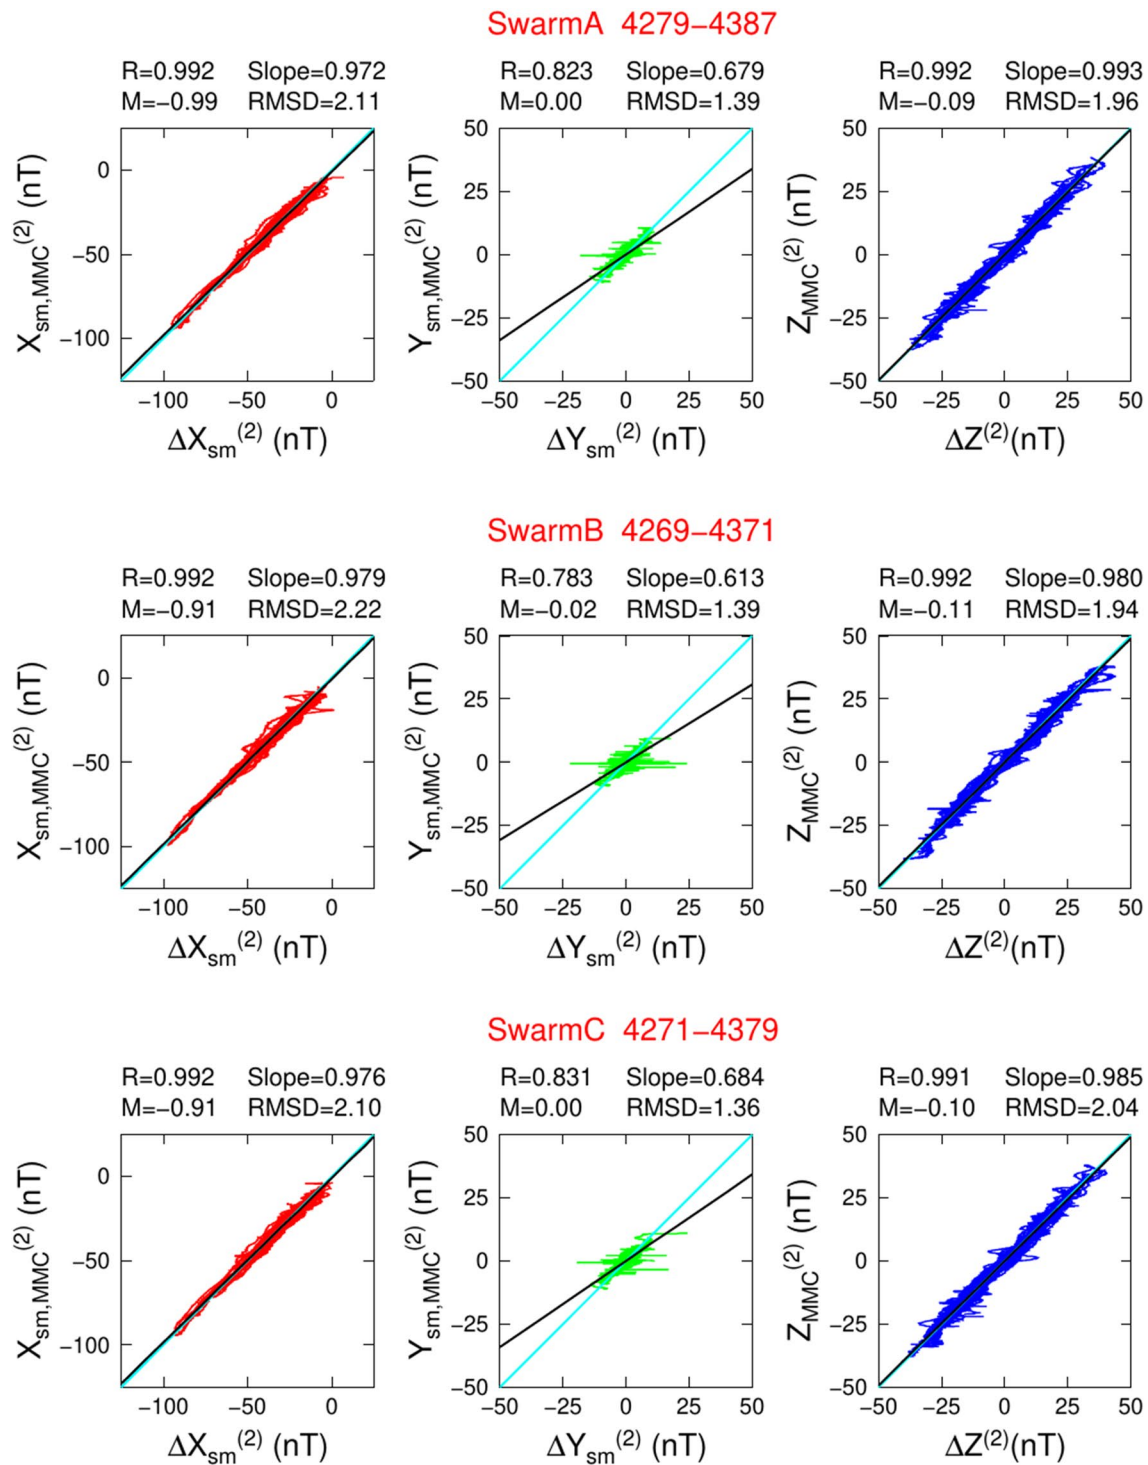 SwarmA 4279−4387
R=0.992 Slope=0.972
M=−0.99 RMSD=2.11
R=0.823 Slope=0.679
M=0.00 RMSD=1.39
R=0.992 Slope=0.993
M=−0.09 RMSD=1.96
X_sm,MMC^(2) (nT)
0
−50
−100
−100 −50 0
ΔX_sm^(2) (nT)
Y_sm,MMC^(2) (nT)
50
25
0
−25
−50
−50 −25 0 25 50
ΔY_sm^(2) (nT)
Z_MMC^(2) (nT)
50
25
0
−25
−50
−50 −25 0 25 50
ΔZ^(2)(nT)
SwarmB 4269−4371
R=0.992 Slope=0.979
M=−0.91 RMSD=2.22
R=0.783 Slope=0.613
M=−0.02 RMSD=1.39
R=0.992 Slope=0.980
M=−0.11 RMSD=1.94
X_sm,MMC^(2) (nT)
0
−50
−100
−100 −50 0
ΔX_sm^(2) (nT)
Y_sm,MMC^(2) (nT)
50
25
0
−25
−50
−50 −25 0 25 50
ΔY_sm^(2) (nT)
Z_MMC^(2) (nT)
50
25
0
−25
−50
−50 −25 0 25 50
ΔZ^(2)(nT)
SwarmC 4271−4379
R=0.992 Slope=0.976
M=−0.91 RMSD=2.10
R=0.831 Slope=0.684
M=0.00 RMSD=1.36
R=0.991 Slope=0.985
M=−0.10 RMSD=2.04
X_sm,MMC^(2) (nT)
0
−50
−100
−100 −50 0
ΔX_sm^(2) (nT)
Y_sm,MMC^(2) (nT)
50
25
0
−25
−50
−50 −25 0 25 50
ΔY_sm^(2) (nT)
Z_MMC^(2) (nT)
50
25
0
−25
−50
−50 −25 0 25 50
ΔZ^(2)(nT)